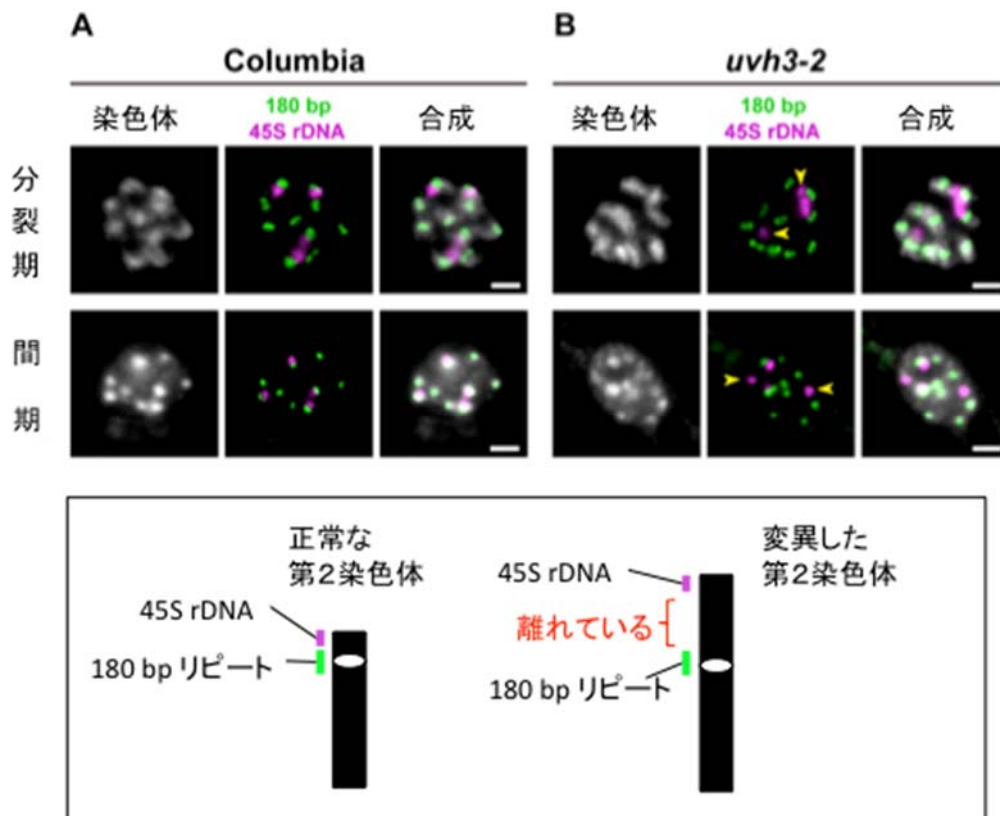 A
B
Columbia
uvh3-2
染色体
180 bp
45S rDNA
合成
染色体
180 bp
45S rDNA
合成
分裂期
間期
正常な
第２染色体
45S rDNA
180 bp リピート
変異した
第２染色体
45S rDNA
離れている
180 bp リピート